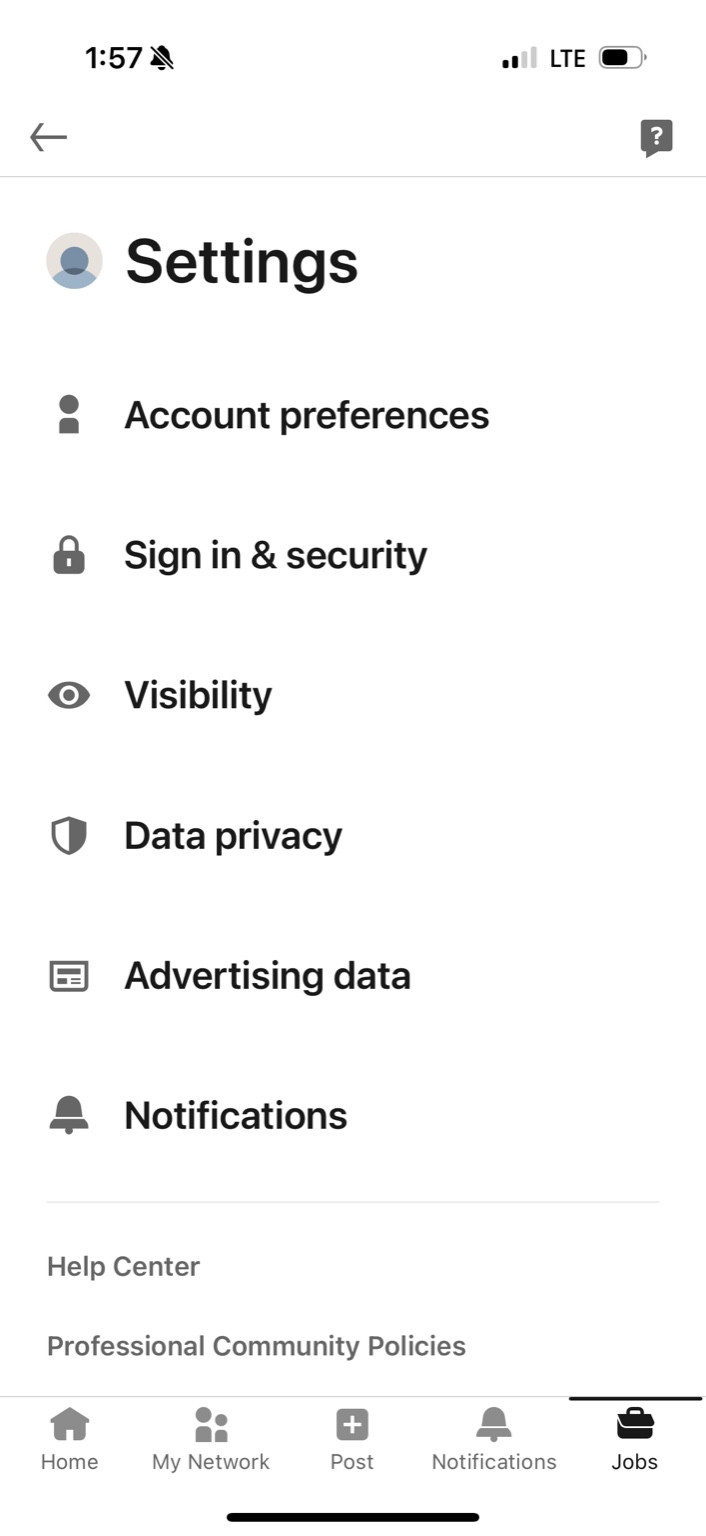 1:57
LTE
?
Settings
Account preferences
Sign in & security
Visibility
Data privacy
Advertising data
Notifications
Help Center
Professional Community Policies
Home
My Network
Post
Notifications
Jobs